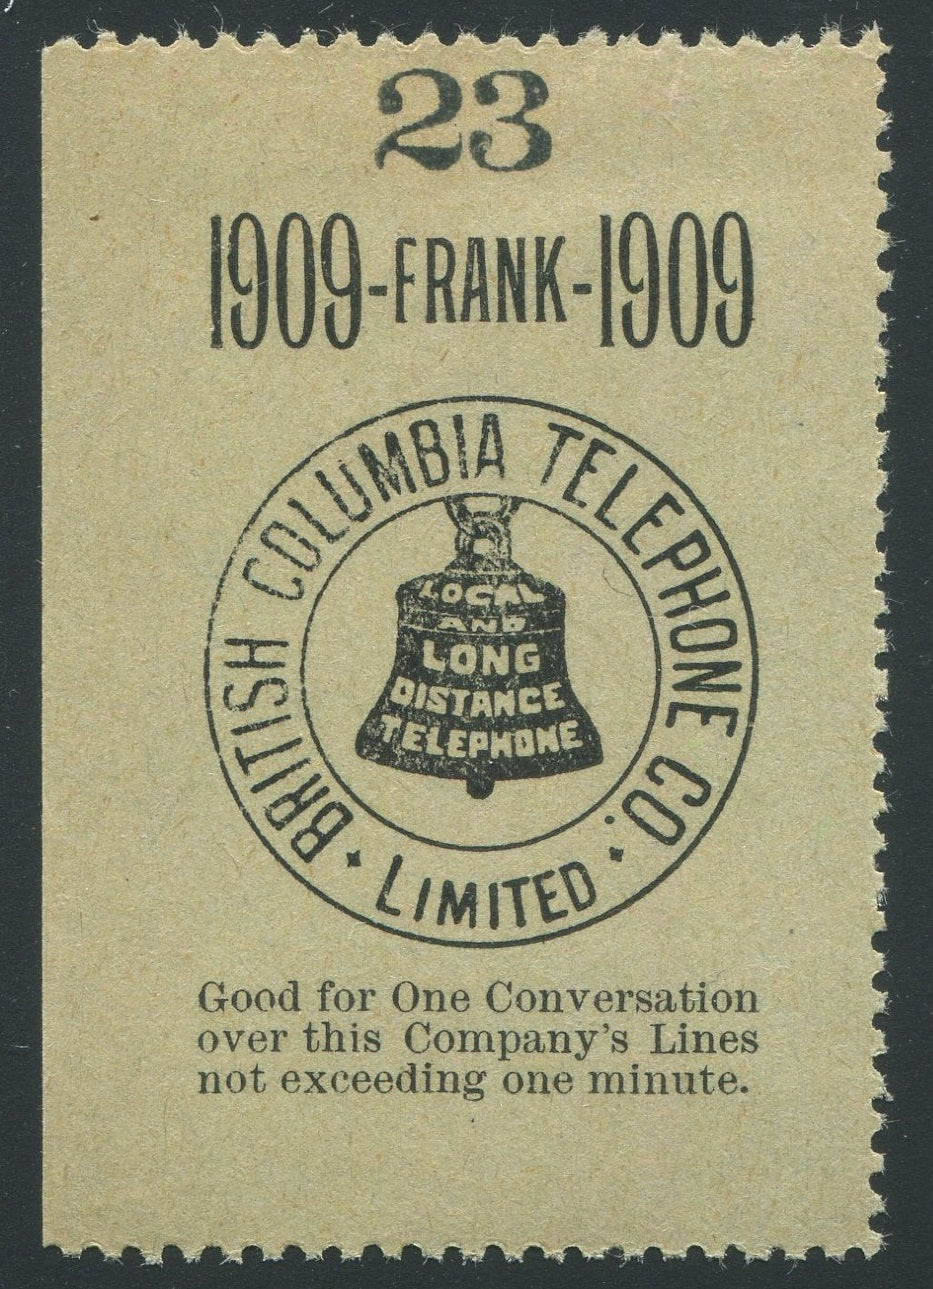 23
1909-FRANK-1909
BRITISH COLUMBIA TELEPHONE CO.
LIMITED
LOCAL
AND
LONG
DISTANCE
TELEPHONE
Good for One Conversation
over this Company's Lines
not exceeding one minute.